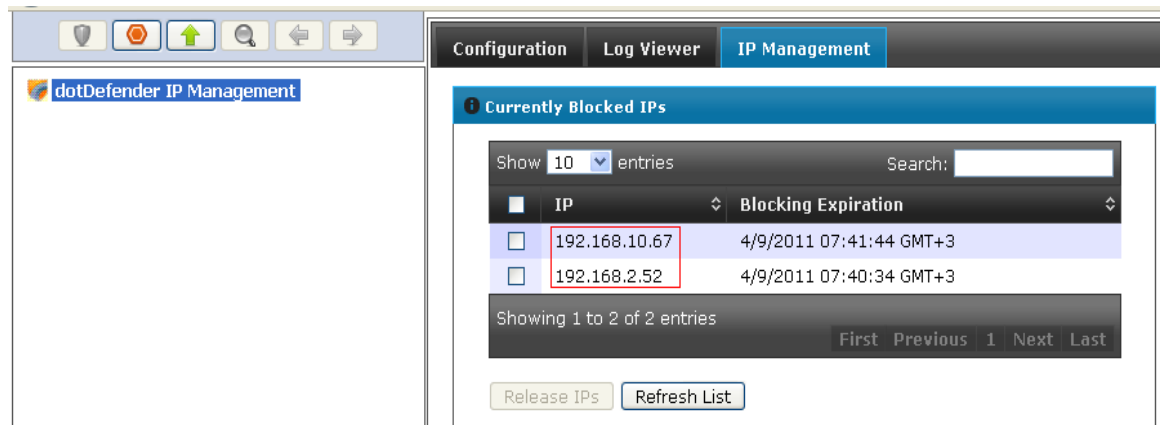 Configuration Log Viewer IP Management
dotDefender IP Management
Currently Blocked IPs
Show 10 entries Search:
IP Blocking Expiration
192.168.10.67 4/9/2011 07:41:44 GMT+3
192.168.2.52 4/9/2011 07:40:34 GMT+3
Showing 1 to 2 of 2 entries
First Previous 1 Next Last
Release IPs Refresh List